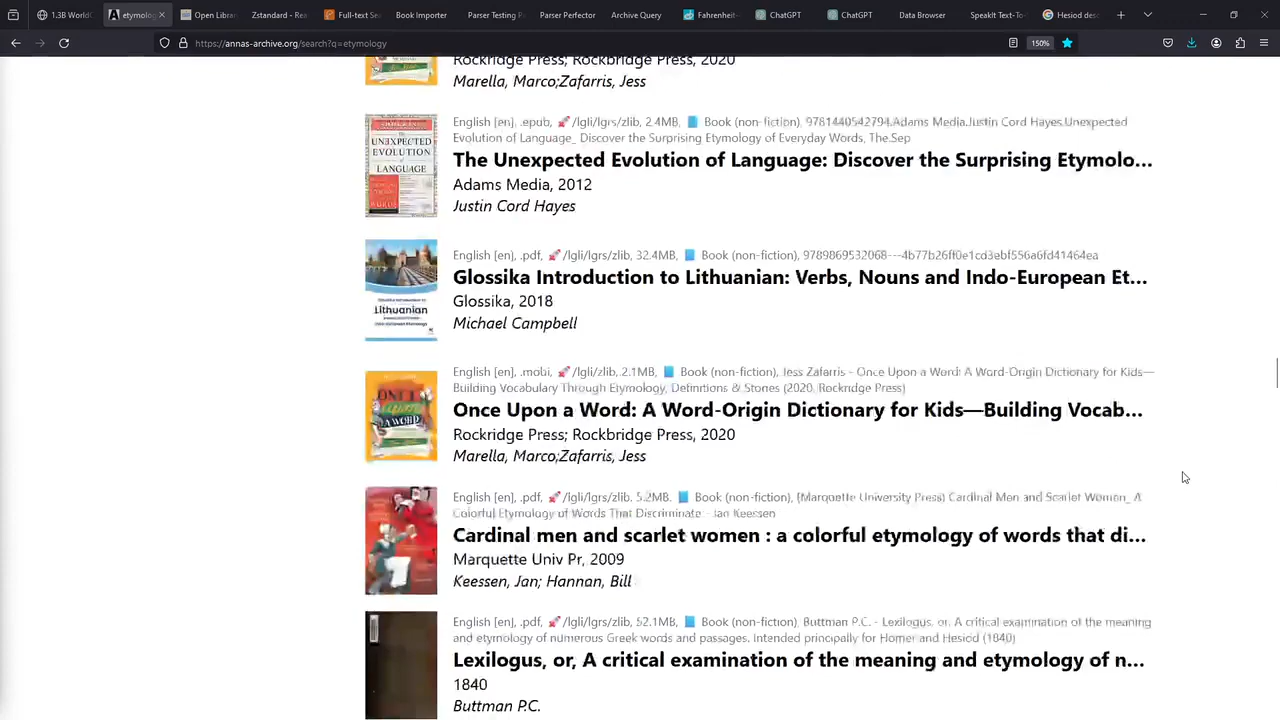 1.3B World
etymolo
Open Libra
Zstandard - Rea
Full-text Sea
Book Importer
Parser Testing P
Parser Perfector
Archive Query
Fahrenheit-
ChatGPT
ChatGPT
Data Browser
SpeakIt Text-To-
Hesiod des
https://annas-archive.org/search?q=etymology
150%
Rockridge Press; Rockbridge Press, 2020
Marella, Marco;Zafarris, Jess
English [en], .epub, 🚀/lgli/lgrs/zlib, 2.4MB, 📘 Book (non-fiction), 9781440542794.Adams Media.Justin Cord Hayes.Unexpected
Evolution of Language_ Discover the Surprising Etymology of Everyday Words, The.Sep
The Unexpected Evolution of Language: Discover the Surprising Etymolo...
Adams Media, 2012
Justin Cord Hayes
UNEXPECTED
EVOLUTION
OF
LANGUAGE
English [en], .pdf, 🚀/lgli/lgrs/zlib, 32.4MB, 📘 Book (non-fiction),
Glossika Introduction to Lithuanian: Verbs, Nouns and Indo-European Et...
Glossika, 2018
Michael Campbell
Lithuanian
English [en], .mobi, 🚀/lgli/zlib, 2.1MB, 📘 Book (non-fiction), Jess Zafarris - Once Upon a Word: A Word-Origin Dictionary for Kids—
Building Vocabulary Through Etymology, Definitions & Stories (2020, Rockridge Press)
Once Upon a Word: A Word-Origin Dictionary for Kids—Building Vocab...
Rockridge Press; Rockbridge Press, 2020
Marella, Marco;Zafarris, Jess
ONCE
UPON
A WORD
English [en], .pdf, 🚀/lgli/lgrs/zlib, 5.2MB, 📘 Book (non-fiction), (Marquette University Press) Cardinal Men and Scarlet Women_ A
Colorful Etymology of Words That Discriminate - Jan Keessen
Cardinal men and scarlet women : a colorful etymology of words that di...
Marquette Univ Pr, 2009
Keessen, Jan; Hannan, Bill
English [en], .pdf, 🚀/lgli/lgrs/zlib, 52.1MB, 📘 Book (non-fiction), Buttman P.C. - Lexilogus, or, A critical examination of the meaning
and etymology of numerous Greek words and passages, intended principally for Homer and Hesiod (1840)
Lexilogus, or, A critical examination of the meaning and etymology of n...
1840
Buttman P.C.